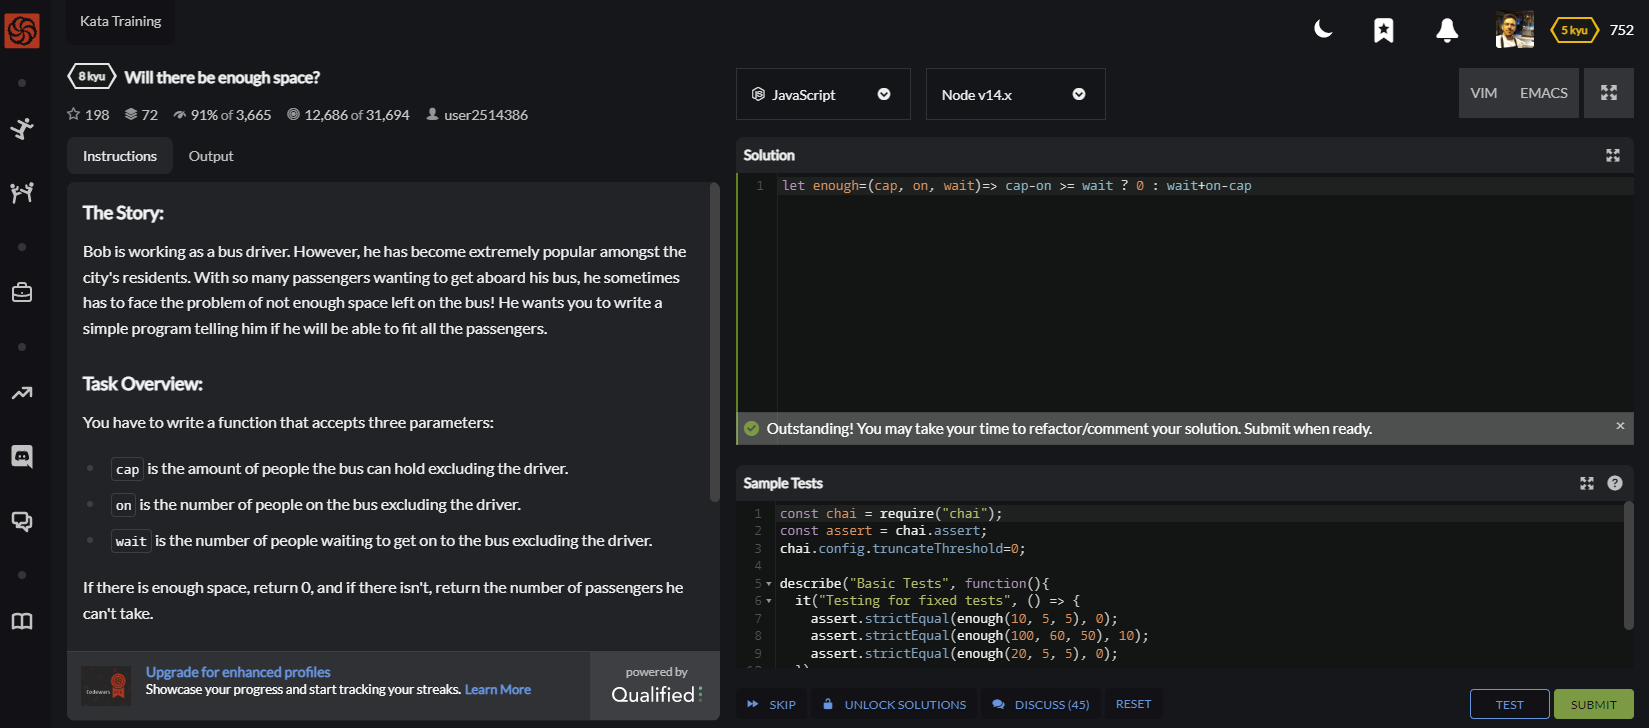 Kata Training
5 kyu 752
8 kyu Will there be enough space?
198 72 91% of 3,665 12,686 of 31,694 user2514386
Instructions Output
The Story:
Bob is working as a bus driver. However, he has become extremely popular amongst the
city's residents. With so many passengers wanting to get aboard his bus, he sometimes
has to face the problem of not enough space left on the bus! He wants you to write a
simple program telling him if he will be able to fit all the passengers.
Task Overview:
You have to write a function that accepts three parameters:
cap is the amount of people the bus can hold excluding the driver.
on is the number of people on the bus excluding the driver.
wait is the number of people waiting to get on to the bus excluding the driver.
If there is enough space, return 0, and if there isn't, return the number of passengers he
can't take.
Codewars
Upgrade for enhanced profiles
Showcase your progress and start tracking your streaks. Learn More
powered by
Qualified
JavaScript Node v14.x VIM EMACS
Solution
1 let enough=(cap, on, wait)=> cap-on >= wait ? 0 : wait+on-cap
Outstanding! You may take your time to refactor/comment your solution. Submit when ready. ×
Sample Tests ?
1 const chai = require("chai");
2 const assert = chai.assert;
3 chai.config.truncateThreshold=0;
4
5 describe("Basic Tests", function(){
6 it("Testing for fixed tests", () => {
7 assert.strictEqual(enough(10, 5, 5), 0);
8 assert.strictEqual(enough(100, 60, 50), 10);
9 assert.strictEqual(enough(20, 5, 5), 0);
SKIP UNLOCK SOLUTIONS DISCUSS (45) RESET TEST SUBMIT